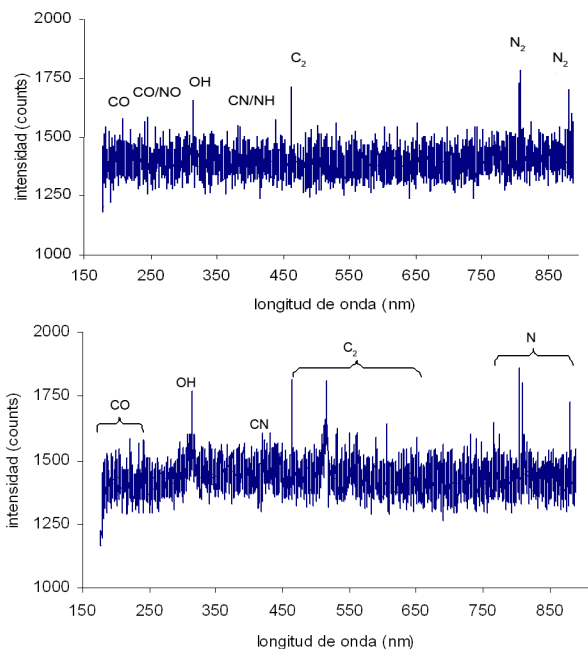 2000
N₂
C₂
N₂
1750
CO/NO
OH
CO
CN/NH
1500
1250
1000
intensidad (counts)
150 250 350 450 550 650 750 850
longitud de onda (nm)
2000
C₂
N
OH
CO
1750
CN
1500
1250
1000
intensidad (counts)
150 250 350 450 550 650 750 850
longitud de onda (nm)